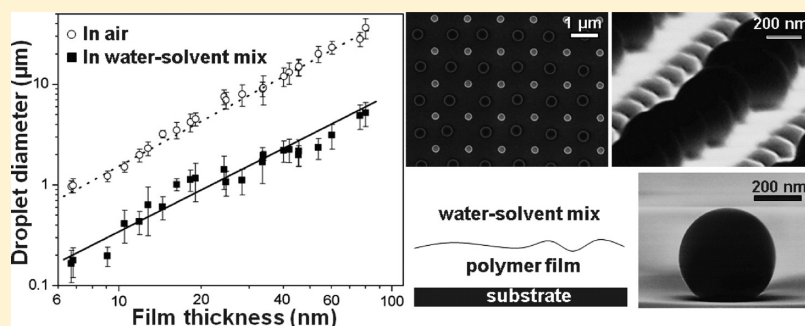 In air
In water-solvent mix
Droplet diameter (µm)
10
1
0.1
6
10
20
40
60
80
100
Film thickness (nm)
1 µm
200 nm
water-solvent mix
polymer film
substrate
200 nm